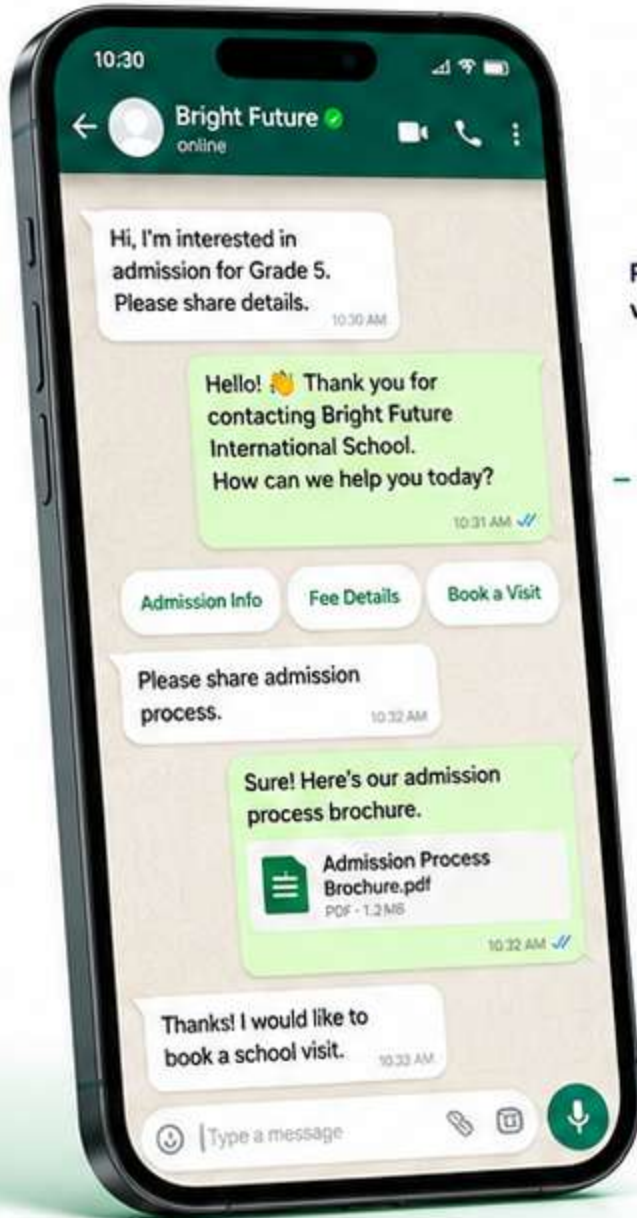 10:30
Bright Future
online
Hi, I'm interested in
admission for Grade 5.
Please share details.
10:30 AM
Hello! 👋 Thank you for
contacting Bright Future
International School.
How can we help you today?
10:31 AM
Admission Info Fee Details Book a Visit
Please share admission
process.
10:32 AM
Sure! Here's our admission
process brochure.
Admission Process
Brochure.pdf
PDF - 1.2 MB
10:32 AM
Thanks! I would like to
book a school visit.
10:33 AM
Type a message